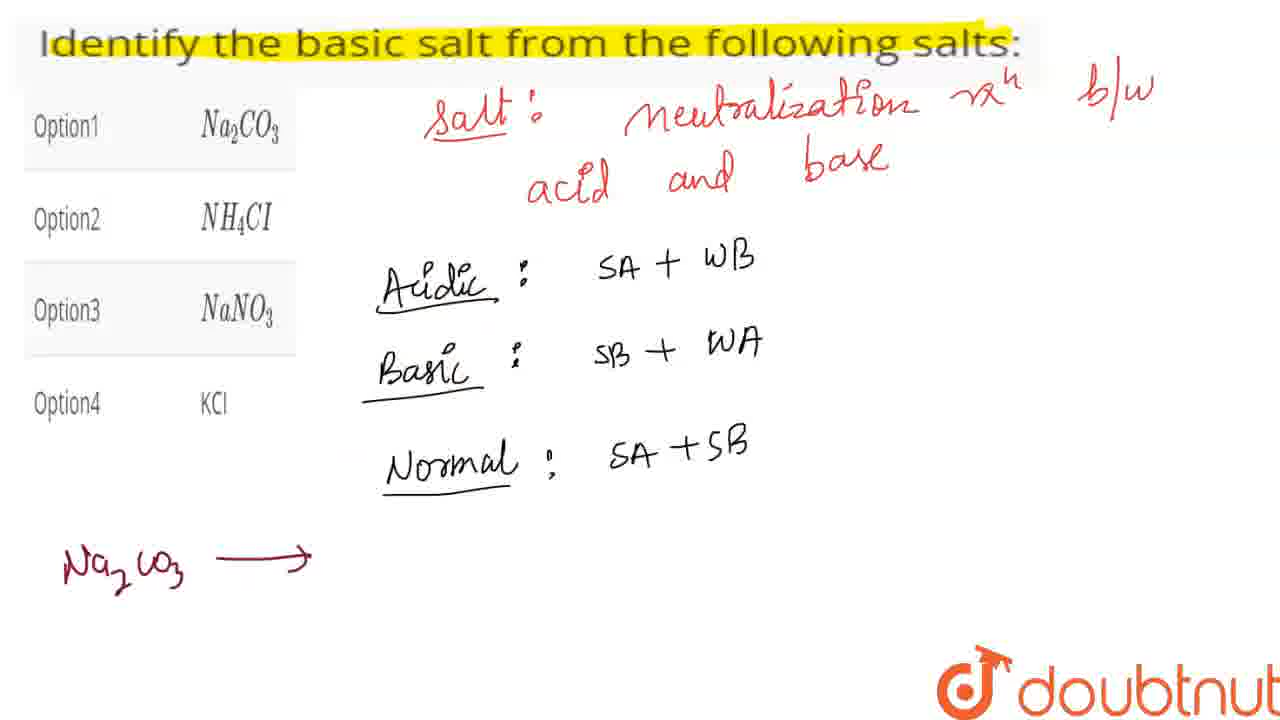 Identify the basic salt from the following salts:
Salt: neutralization rxⁿ b/w
acid and base
Option1 Na₂CO₃
Option2 NH₄Cl
Option3 NaNO₃
Option4 KCl
Acidic : SA + WB
Basic : SB + WA
Normal : SA + SB
Na₂CO₃ ⟶
doubtnut